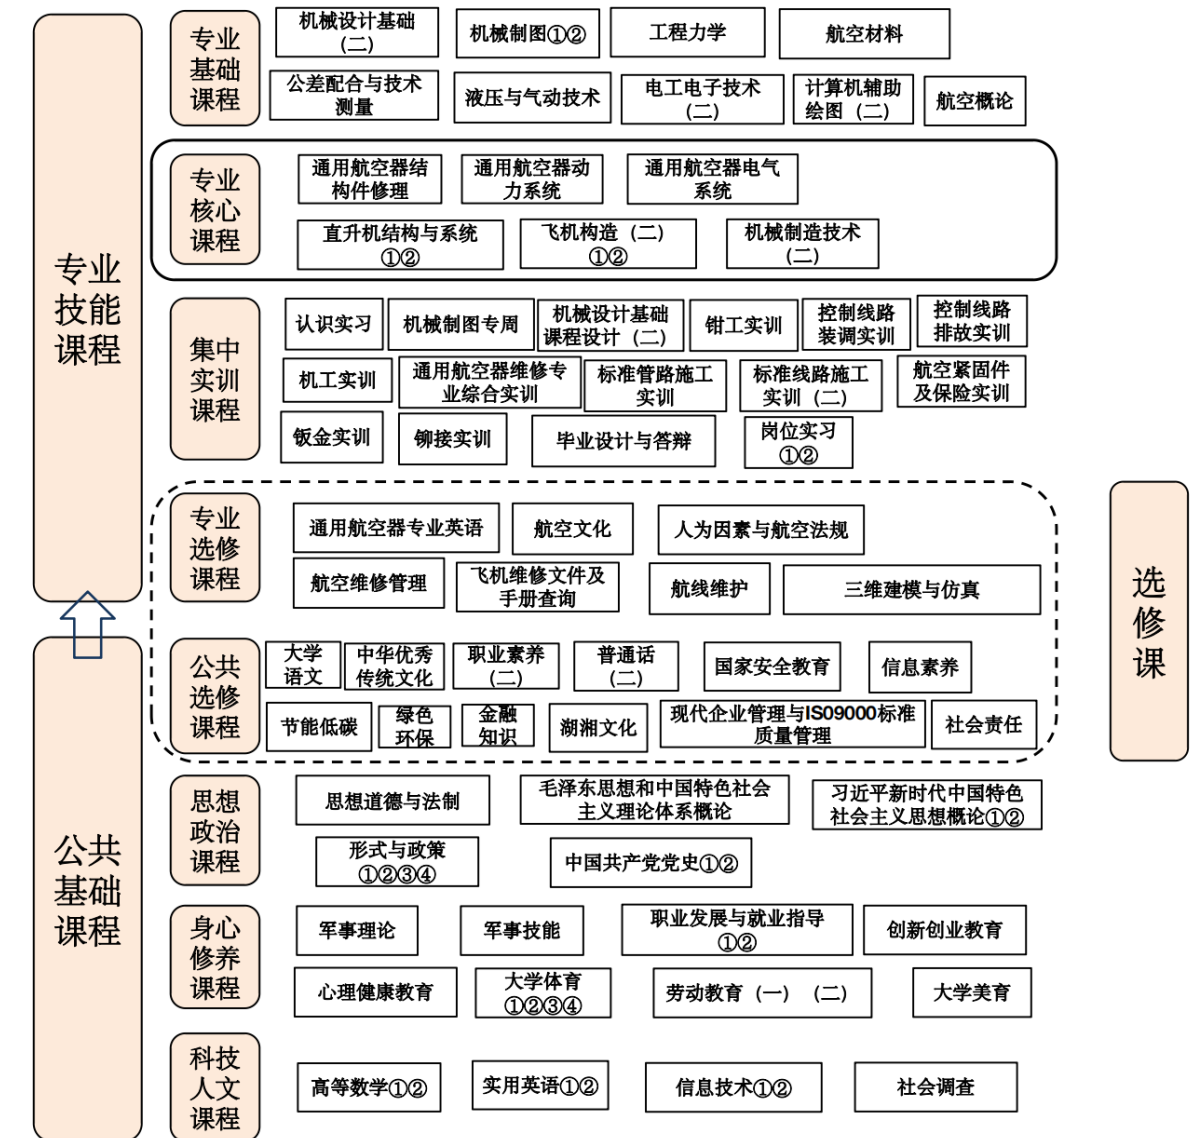 专业
技能
课程
专业
基础
课程
机械设计基础
（二）
机械制图①②
工程力学
航空材料
公差配合与技术
测量
液压与气动技术
电工电子技术
（二）
计算机辅助
绘图（二）
航空概论
专业
核心
课程
通用航空器结
构件修理
通用航空器动
力系统
通用航空器电气
系统
直升机结构与系统
①②
飞机构造（二）
①②
机械制造技术
（二）
集中
实训
课程
认识实习
机械制图专周
机械设计基础
课程设计（二）
钳工实训
控制线路
装调实训
控制线路
排故实训
机工实训
通用航空器维修专
业综合实训
标准管路施工
实训
标准线路施工
实训（二）
航空紧固件
及保险实训
钣金实训
铆接实训
毕业设计与答辩
岗位实习
①②
专业
选修
课程
通用航空器专业英语
航空文化
人为因素与航空法规
航空维修管理
飞机维修文件及
手册查询
航线维护
三维建模与仿真
公共
选修
课程
大学
语文
中华优秀
传统文化
职业素养
（二）
普通话
（二）
国家安全教育
信息素养
节能低碳
绿色
环保
金融
知识
湖湘文化
现代企业管理与ISO9000标准
质量管理
社会责任
选
修
课
公共
基础
课程
思想
政治
课程
思想道德与法制
毛泽东思想和中国特色社会
主义理论体系概论
习近平新时代中国特色
社会主义思想概论①②
形式与政策
①②③④
中国共产党党史①②
身心
修养
课程
军事理论
军事技能
职业发展与就业指导
①②
创新创业教育
心理健康教育
大学体育
①②③④
劳动教育（一）（二）
大学美育
科技
人文
课程
高等数学①②
实用英语①②
信息技术①②
社会调查